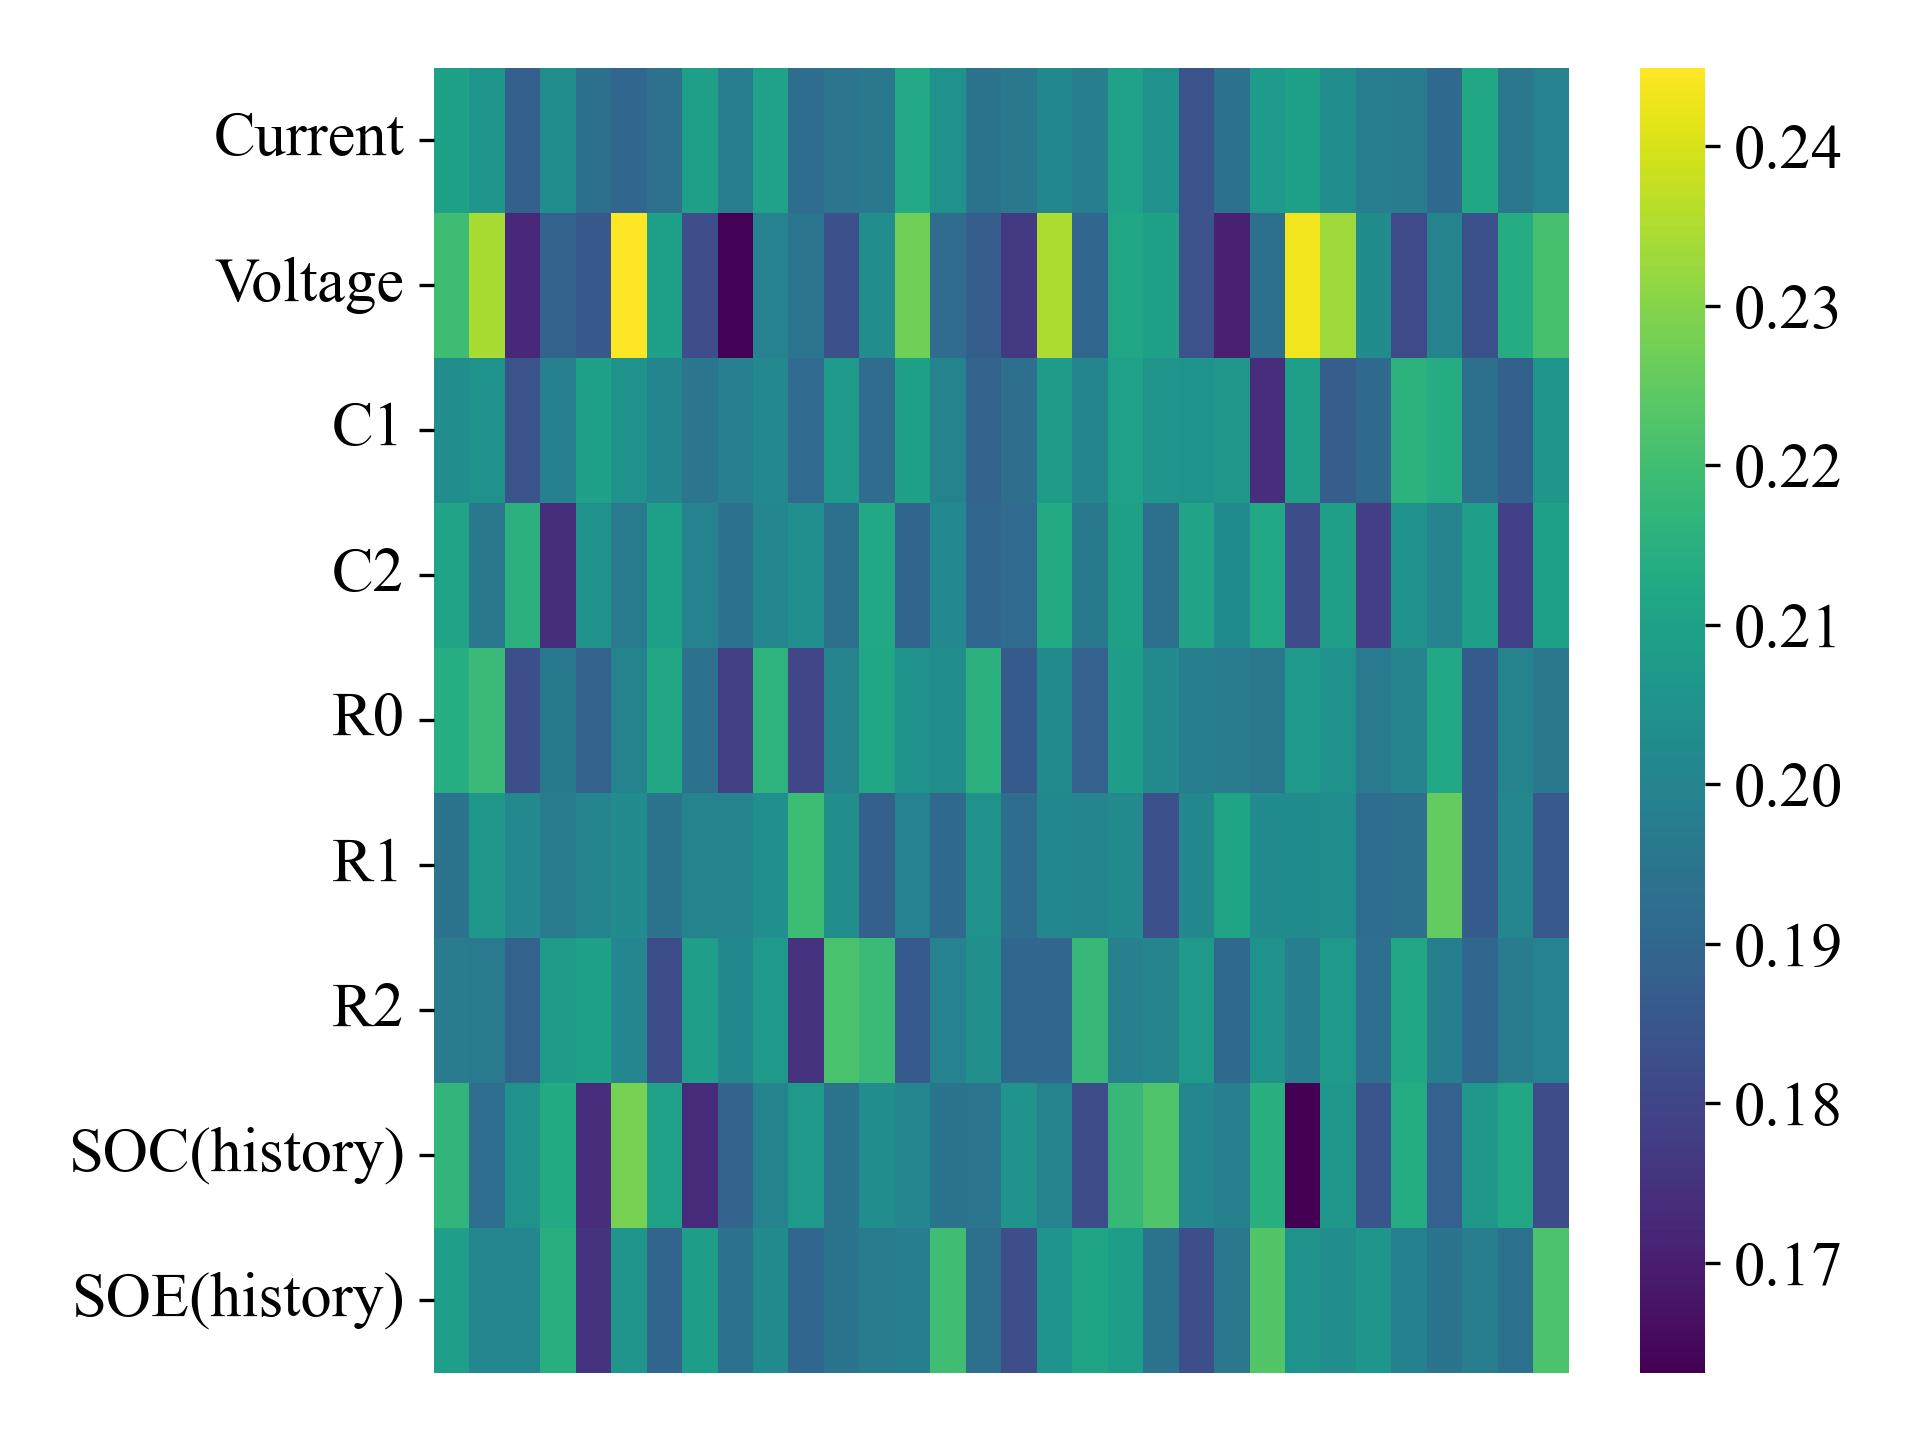 Current
Voltage
C1
C2
R0
R1
R2
SOC(history)
SOE(history)
0.24
0.23
0.22
0.21
0.20
0.19
0.18
0.17